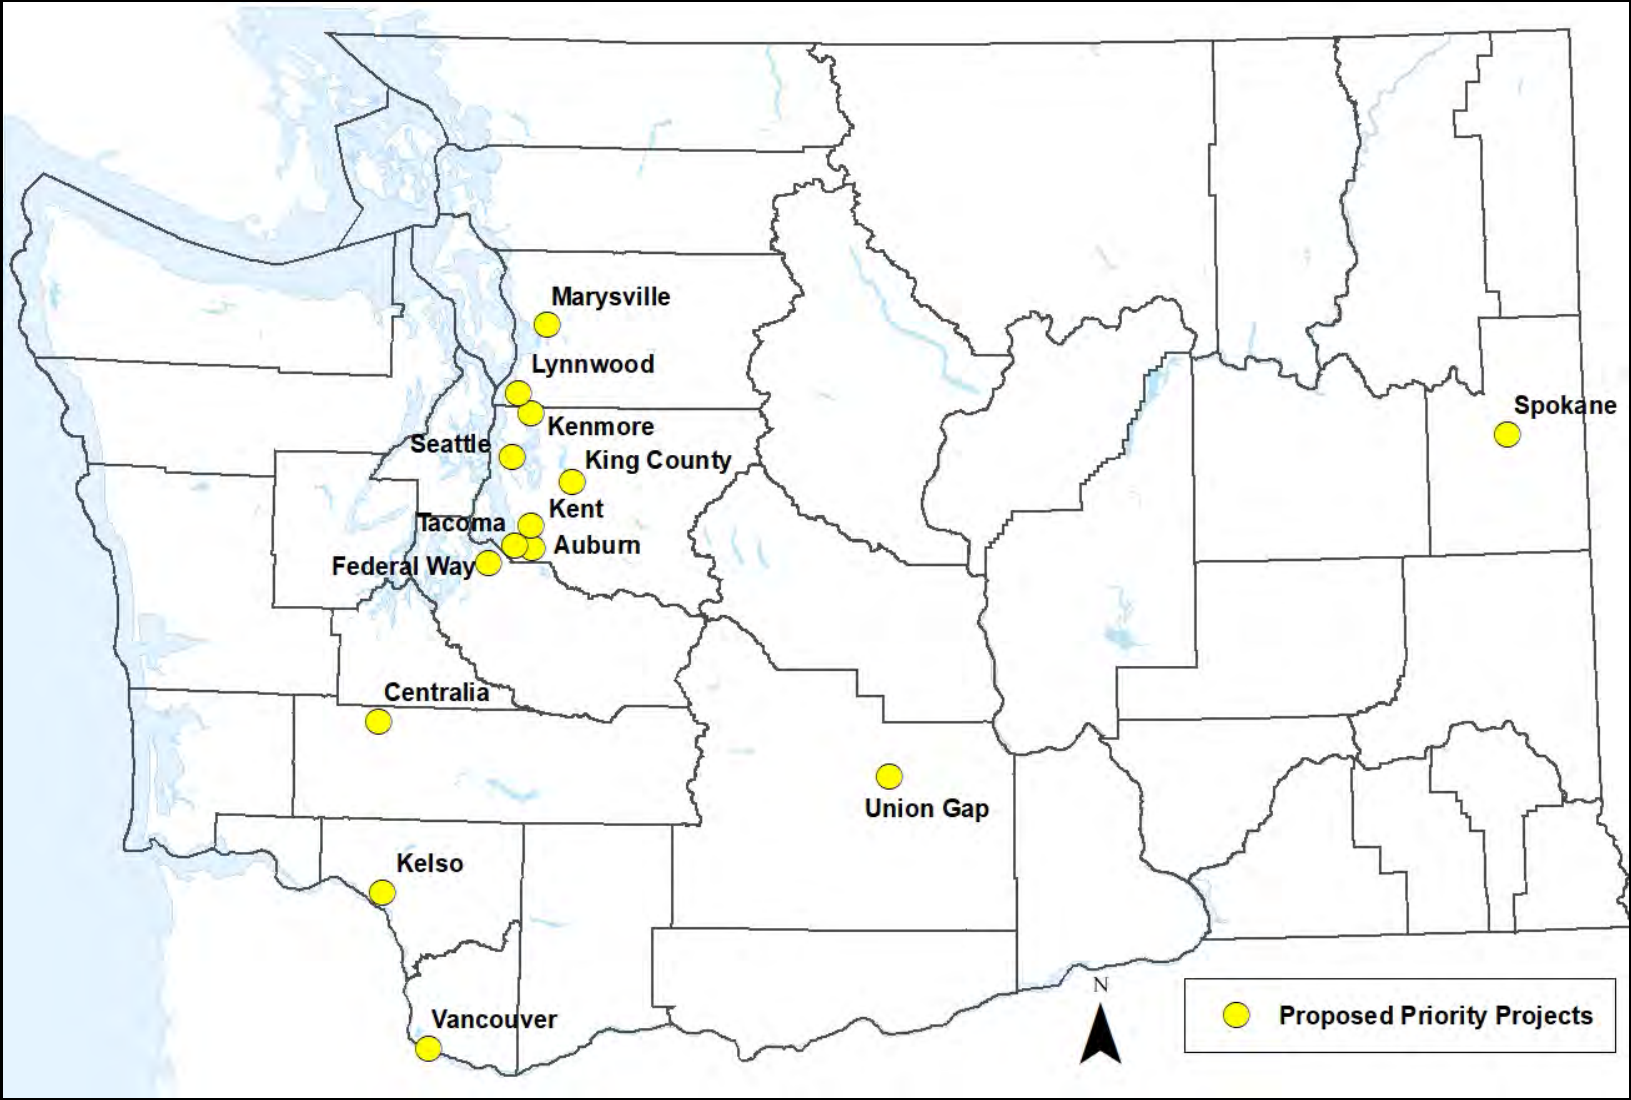 Marysville
Lynnwood
Spokane
Kenmore
Seattle
King County
Kent
Tacoma
Auburn
Federal Way
Centralia
Union Gap
Kelso
N
Vancouver
Proposed Priority Projects